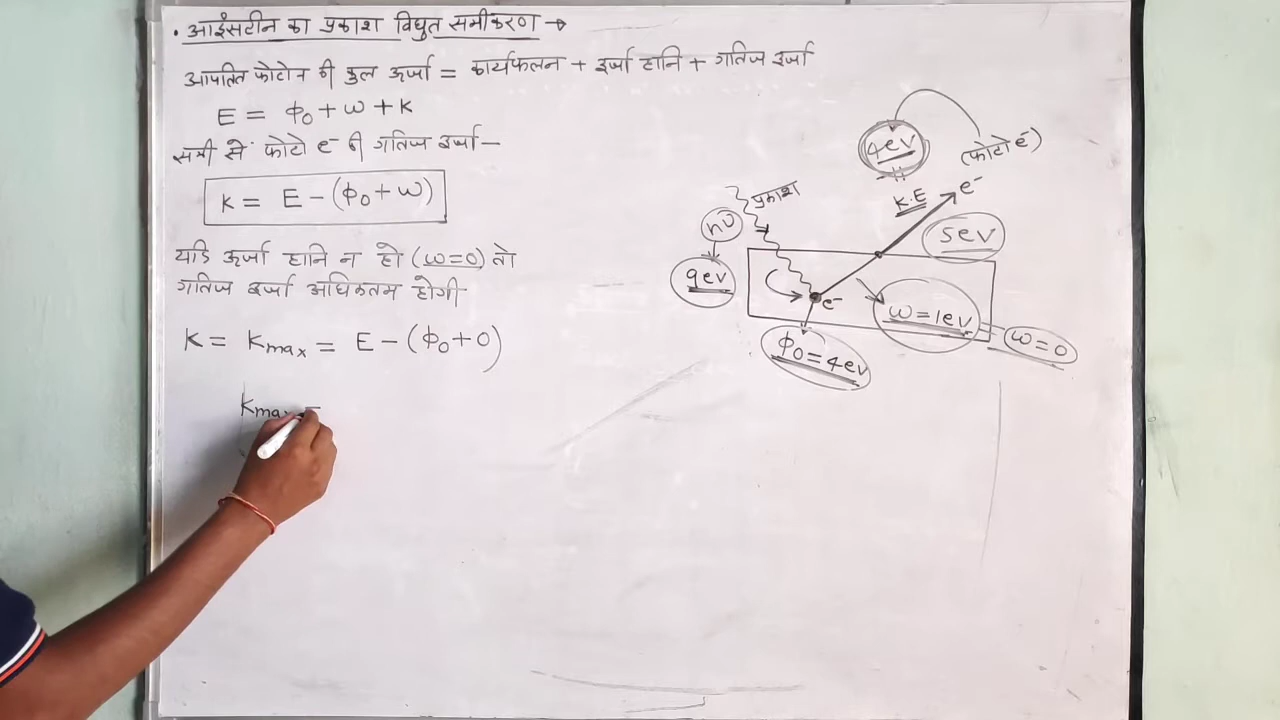 • आइंसटीन का प्रकाश विद्युत समीकरण →
आपतित फोटोन की कुल ऊर्जा = कार्यफलन + ऊर्जा हानि + गतिज ऊर्जा
E = ϕ₀ + w + k
समी से फोटो e⁻ की गतिज ऊर्जा –
k = E – (ϕ₀ + w)
यदि ऊर्जा हानि न हो (w=0) तो
गतिज ऊर्जा अधिकतम होगी
k = kmax = E – (ϕ₀ + 0)
kmax =
4ev
(फोटो e⁻)
=
K.E
e⁻
5ev
प्रकाश
hν
9ev
e⁻
w = 1ev
w = 0
ϕ₀ = 4ev